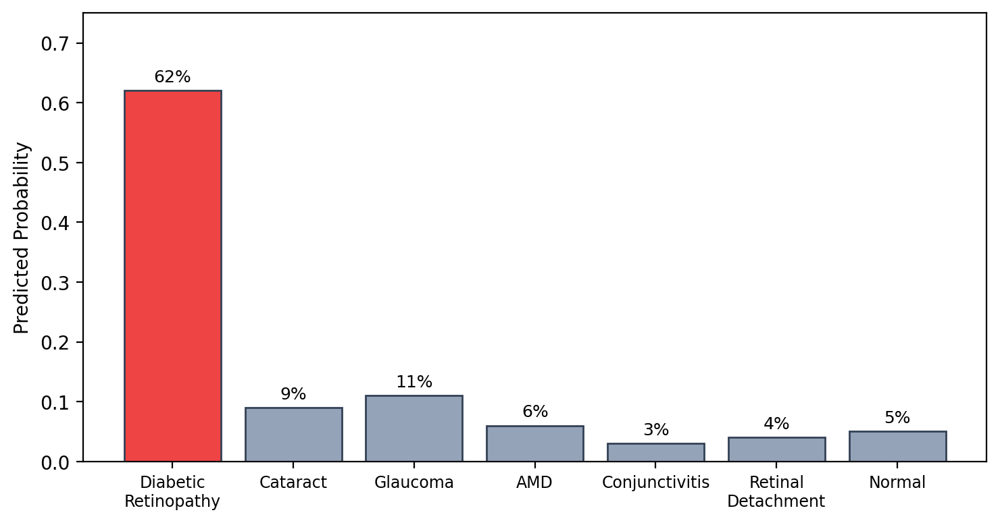 Predicted Probability
0.7
0.6
0.5
0.4
0.3
0.2
0.1
0.0
62%
9%
11%
6%
3%
4%
5%
Diabetic
Retinopathy
Cataract
Glaucoma
AMD
Conjunctivitis
Retinal
Detachment
Normal